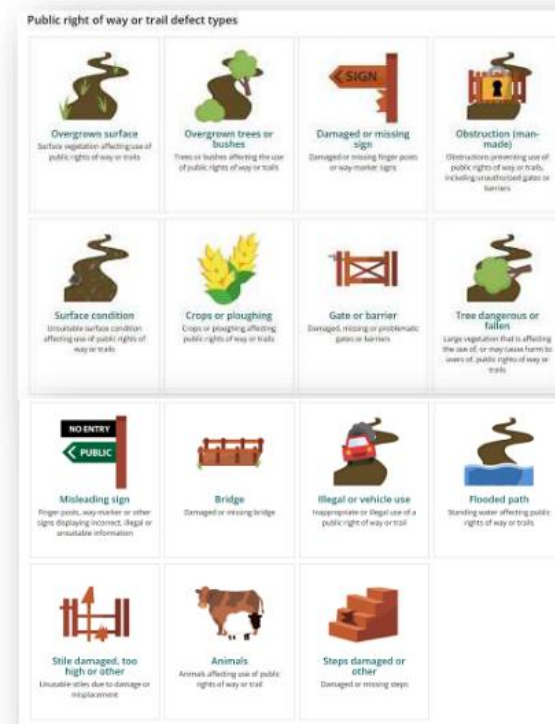 Public right of way or trail defect types
Overgrown surface
Surface vegetation affecting use of
public rights of way or trails
Overgrown trees or
bushes
Trees or bushes affecting the use
of public rights of way or trails
SIGN
Damaged or missing
sign
Damaged or missing finger posts
or way-marker signs
Obstruction (man-
made)
Obstructions preventing use of
public rights of way or trails,
including unauthorised gates or
barriers
Surface condition
Unsuitable surface condition
affecting use of public rights of
way or trails
Crops or ploughing
Crops or ploughing affecting
public rights of way or trails
Gate or barrier
Damaged, missing or problematic
gates or barriers
Tree dangerous or
fallen
Large vegetation that is affecting
the use of, or may cause harm to
users of, public rights of way or
trails
NO ENTRY
PUBLIC
Misleading sign
Finger posts, way-marker or other
signs displaying incorrect, illegal or
unsuitable information
Bridge
Damaged or missing bridge
Illegal or vehicle use
Inappropriate or illegal use of a
public right of way or trail
Flooded path
Standing water affecting public
rights of way or trails
Stile damaged, too
high or other
Unusable stiles due to damage or
misplacement
Animals
Animals affecting use of public
rights of way or trail
Steps damaged or
other
Damaged or missing steps